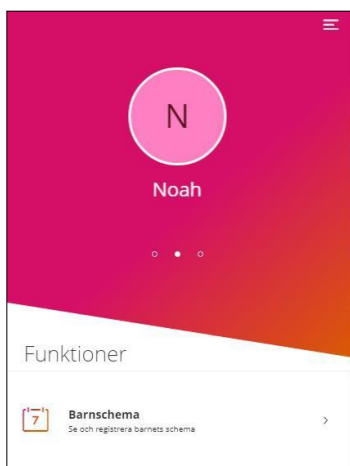 N
Noah
Funktioner
7
Barnschema
Se och registrera barnets schema